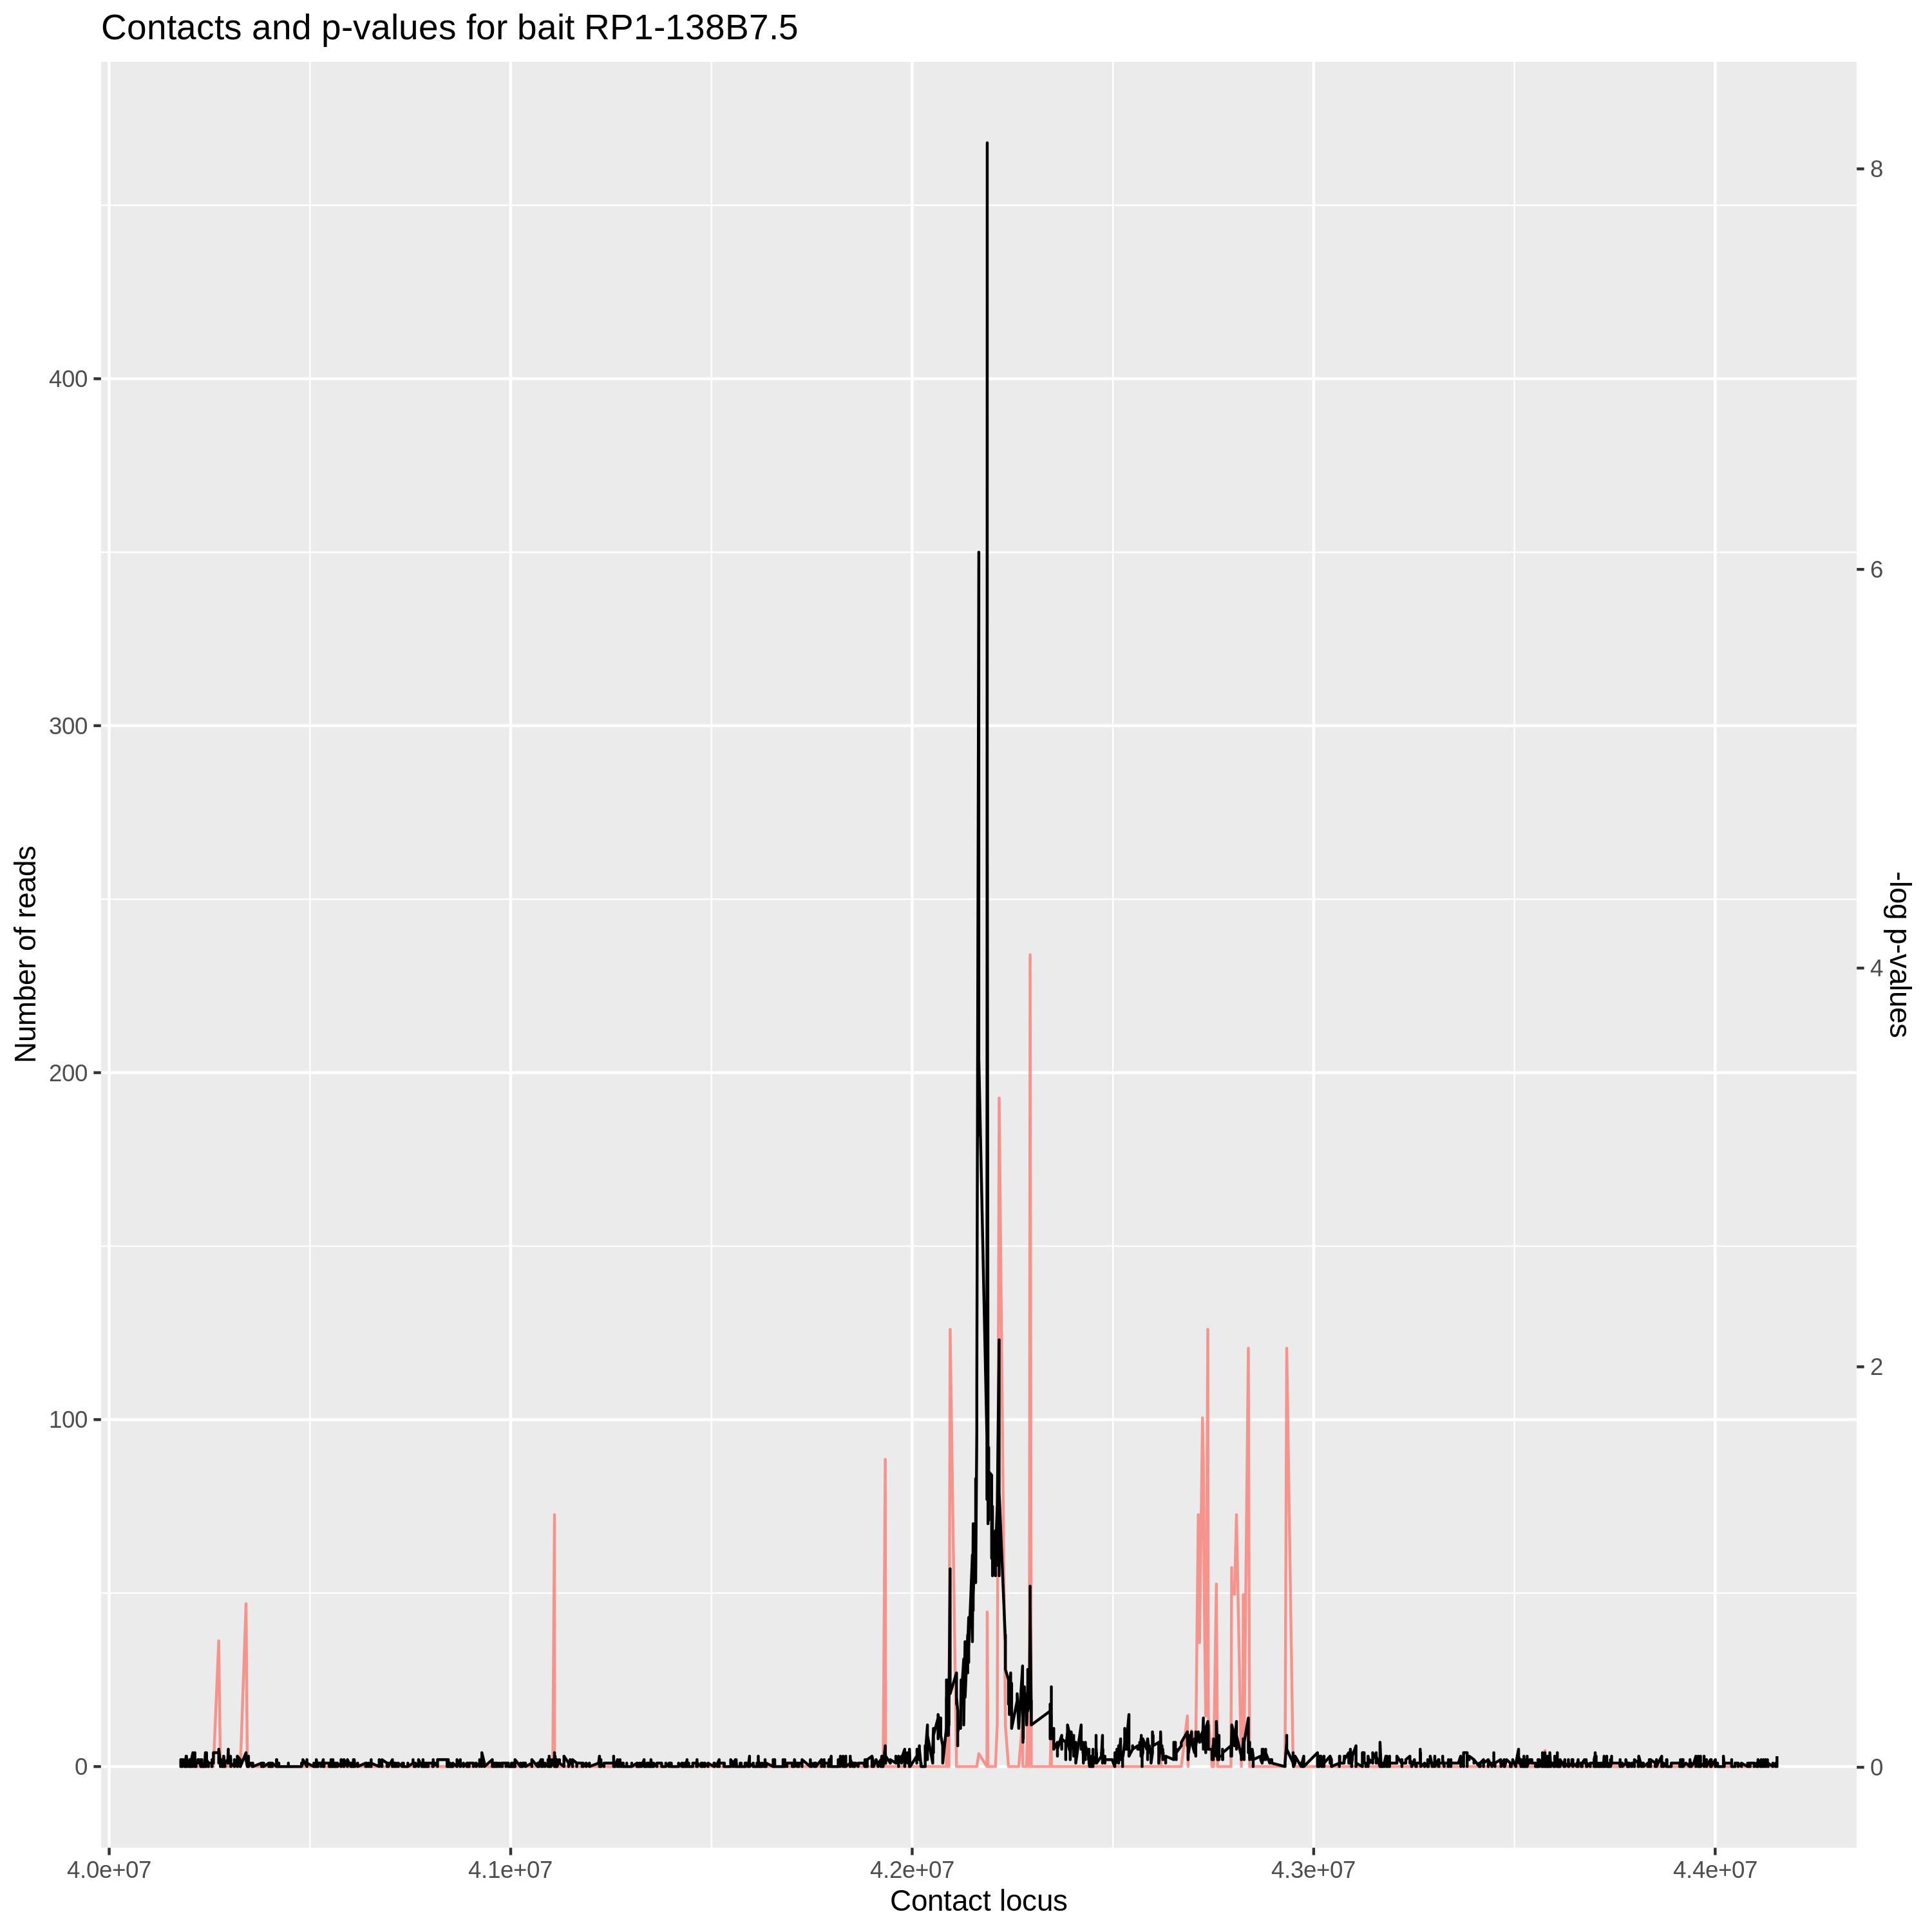 Contacts and p-values for bait RP1-138B7.5
Number of reads
400
300
200
100
0
8
6
4
2
0
-log p-values
4.0e+07 4.1e+07 4.2e+07 4.3e+07 4.4e+07
Contact locus